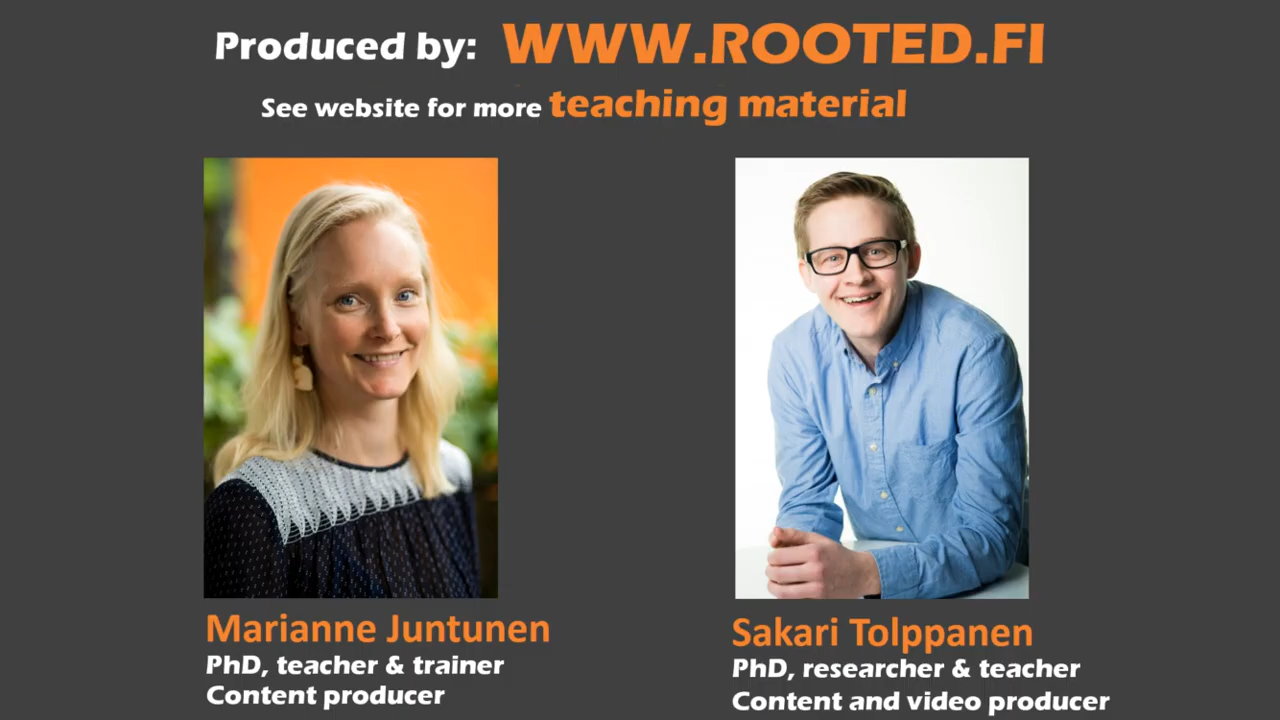 Produced by: WWW.ROOTED.FI
See website for more teaching material
Marianne Juntunen
PhD, teacher & trainer
Content producer
Sakari Tolppanen
PhD, researcher & teacher
Content and video producer